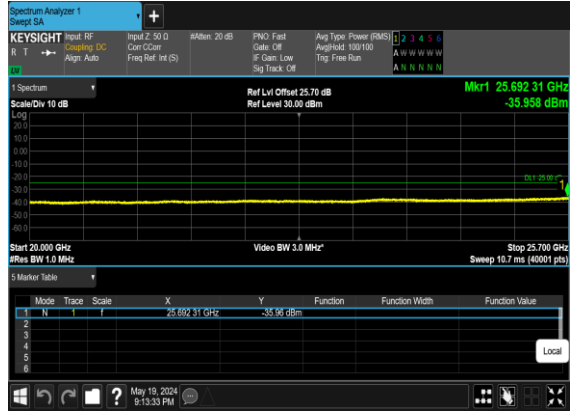 Spectrum Analyzer 1
Swept SA
+
KEYSIGHT Input: RF Input Z: 50 Ω #Atten: 20 dB PNO: Fast Avg Type: Power (RMS) 1 2 3 4 5 6
R T Coupling: DC Corr CCorr Gate: Off Avg|Hold: 100/100 A W W W W W
Align: Auto Freq Ref: Int (S) IF Gain: Low Trig: Free Run
LV Sig Track: Off A N N N N N
1 Spectrum Ref Lvl Offset 25.70 dB Mkr1 25.692 31 GHz
Scale/Div 10 dB Ref Level 30.00 dBm -35.958 dBm
Log
20.0
10.0
0.00
-10.0
-20.0
DL1 -25.00
1
-30.0
-40.0
-50.0
-60.0
Start 20.000 GHz Video BW 3.0 MHz* Stop 25.700 GHz
#Res BW 1.0 MHz Sweep 10.7 ms (40001 pts)
5 Marker Table
Mode Trace Scale X Y Function Function Width Function Value
1 N 1 f 25.692 31 GHz -35.96 dBm
2
3
4
5
6
Local
? May 19, 2024
9:13:33 PM